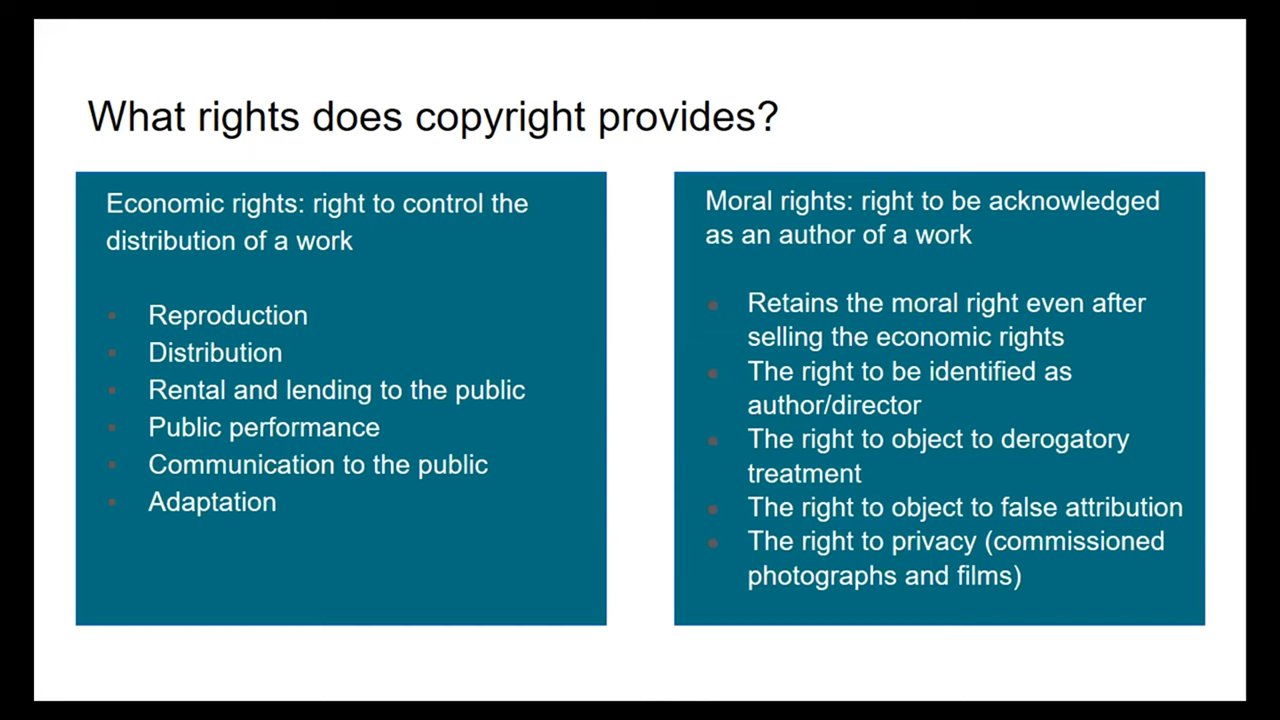 What rights does copyright provides?
Economic rights: right to control the
distribution of a work
Reproduction
Distribution
Rental and lending to the public
Public performance
Communication to the public
Adaptation
Moral rights: right to be acknowledged
as an author of a work
Retains the moral right even after
selling the economic rights
The right to be identified as
author/director
The right to object to derogatory
treatment
The right to object to false attribution
The right to privacy (commissioned
photographs and films)